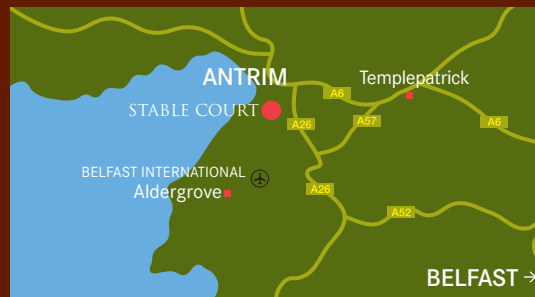 ANTRIM
Templepatrick
A6
STABLE COURT
A26
A57
A6
BELFAST INTERNATIONAL
Aldergrove
A26
A52
BELFAST →